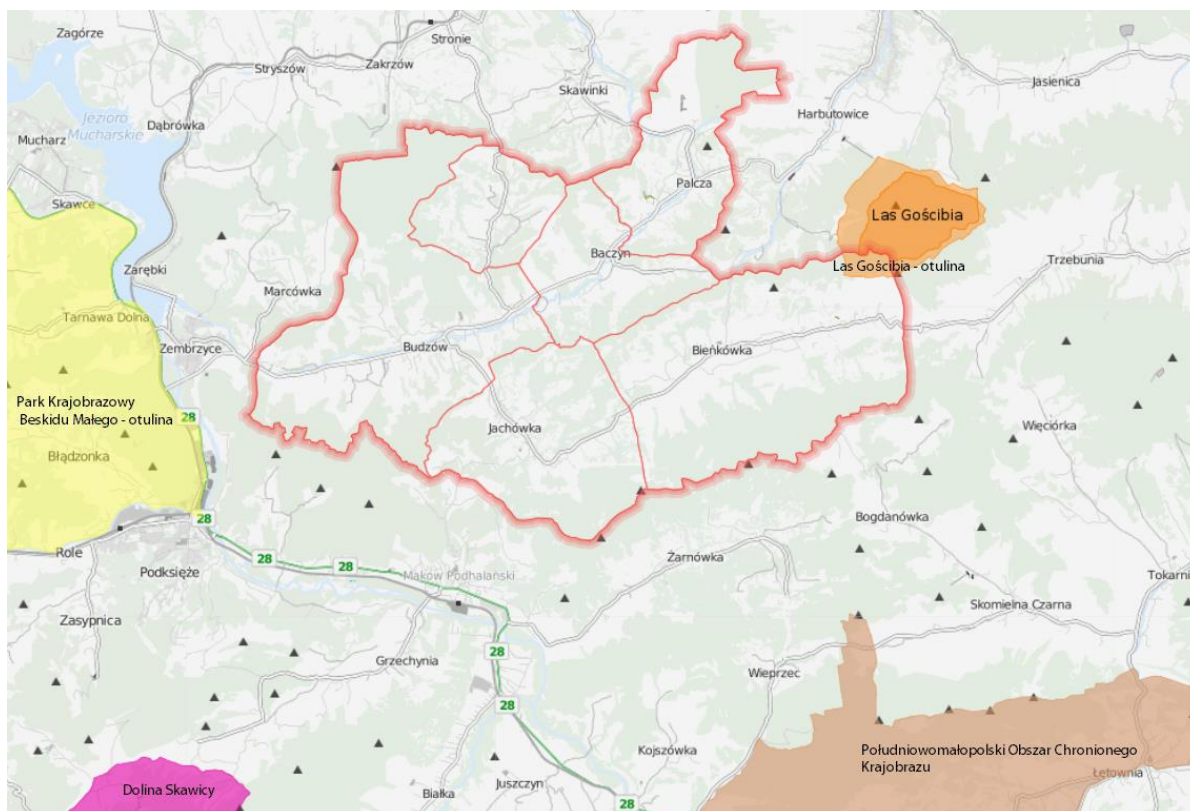 Zagórze
Stronie
Stryszów
Zakrzów
Skawinki
Jasienica
Jezioro
Mucharskie
Dąbrówka
Harbutowice
Mucharz
Palcza
Skawce
Las Gościbia
Baczyn
Trzebunia
Zarębki
Las Gościbia - otulina
Marcówka
Tarnawa Dolna
Zembrzyce
Budzów
Bieńkówka
Park Krajobrazowy
Beskidu Małego - otulina
28
Jachówka
Więciórka
Błądzonka
28
Bogdanówka
Role
28
28
Żarnówka
Podksięże
Maków Podhalański
Tokarni
Skomielna Czarna
Zasypnica
28
Grzechynia
Wieprzec
28
Kojszówka
Południowomałopolski Obszar Chronionego
Krajobrazu
Łętownia
Dolina Skawicy
Juszczyn
Białka
28